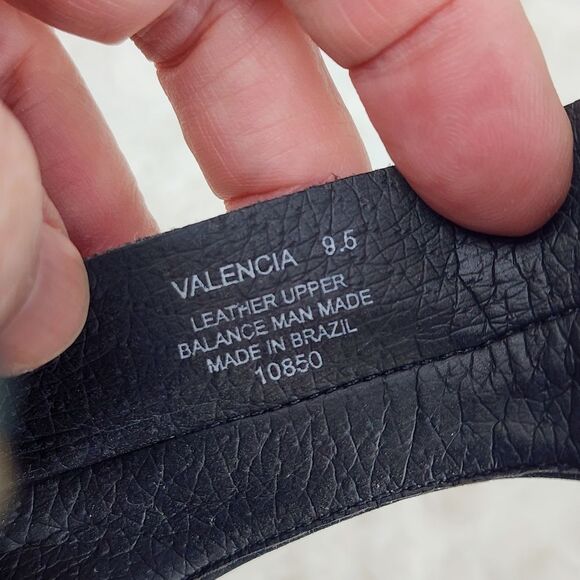 VALENCIA 9.5
LEATHER UPPER
BALANCE MAN MADE
MADE IN BRAZIL
10850